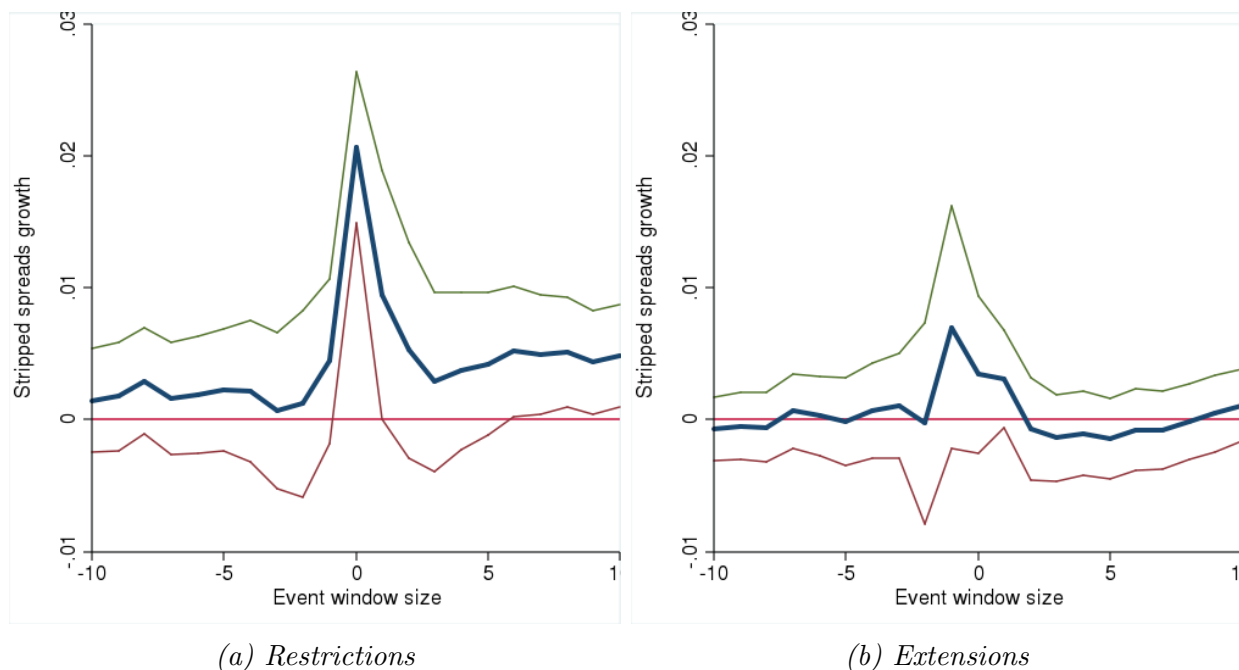 .03
.02
.01
0
-.01
Stripped spreads growth
-10 -5 0 5
Event window size
(a) Restrictions
.03
.02
.01
0
-.01
Stripped spreads growth
-10 -5 0 5
Event window size
(b) Extensions